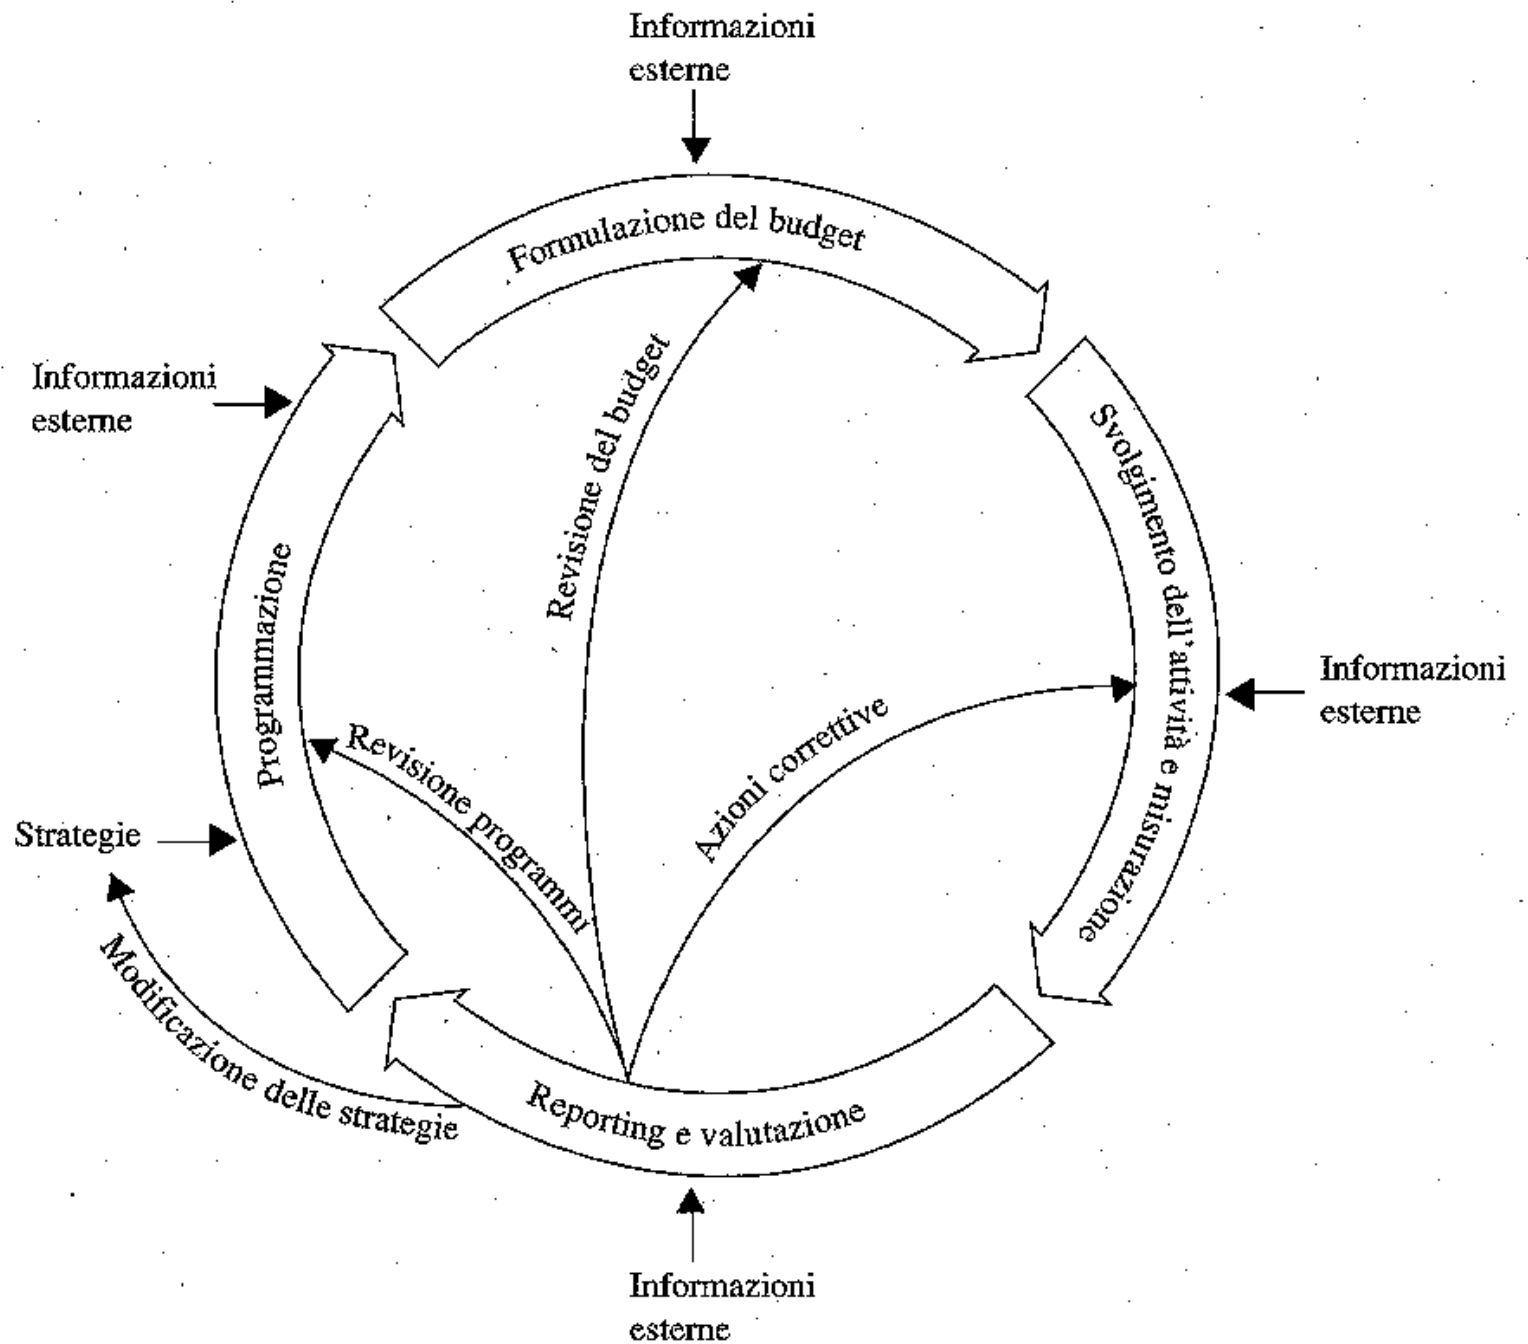 Informazioni
esterne
Formulazione del budget
Informazioni
esterne
Revisione del budget
Svolgimento dell'attività e misurazione
Programmazione
Informazioni
esterne
Revisione programmi
Azioni correttive
Strategie
Modificazione delle strategie
Reporting e valutazione
Informazioni
esterne